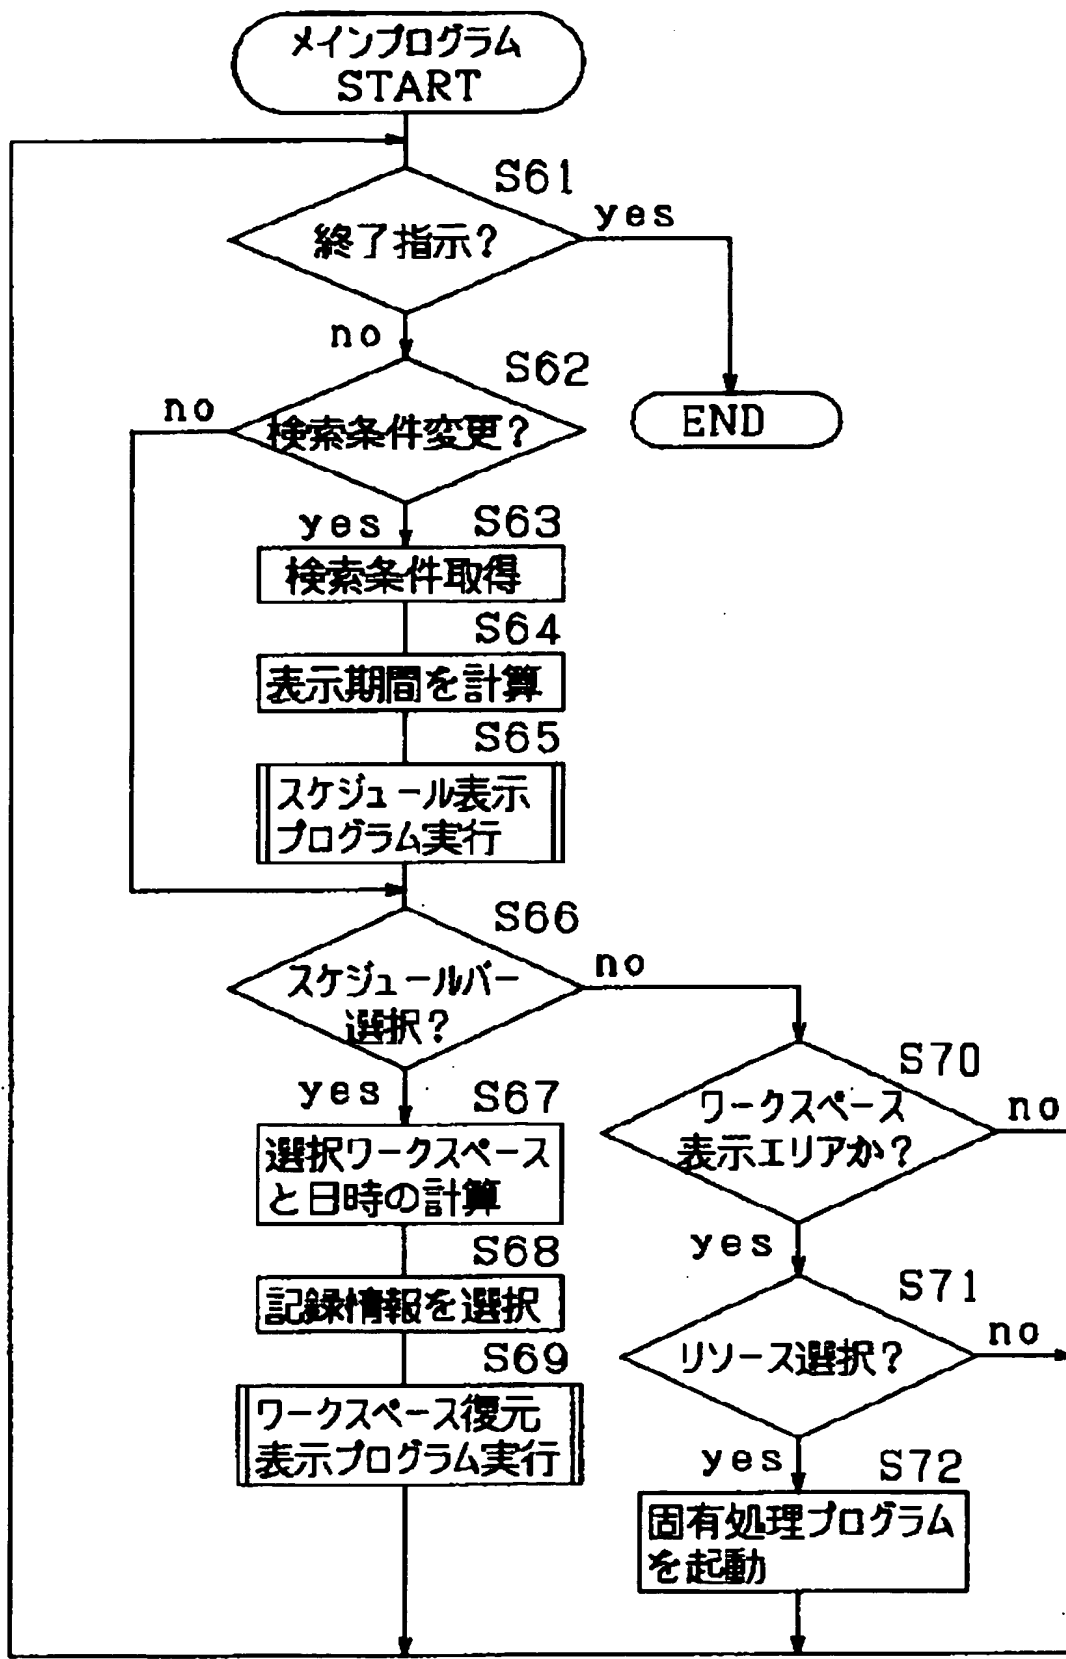 メインプログラム
START
S61
終了指示?
yes
no
S62
検索条件変更?
no
END
yes
S63
検索条件取得
S64
表示期間を計算
S65
スケジュール表示
プログラム実行
S66
スケジュールバー
選択?
no
yes
S67
選択ワークスペース
と日時の計算
S68
記録情報を選択
S69
ワークスペース復元
表示プログラム実行
S70
ワークスペース
表示エリアか?
no
yes
S71
リソース選択?
no
yes
S72
固有処理プログラム
を起動